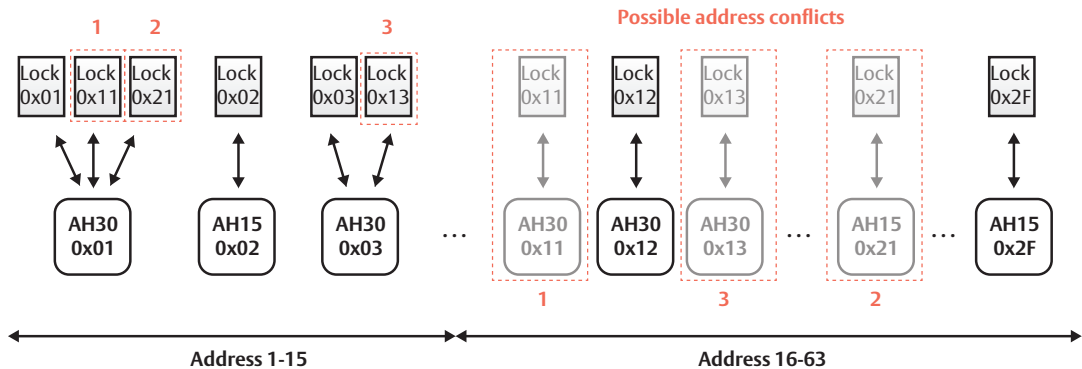 Possible address conflicts
1 2 3
Lock 0x01
Lock 0x11
Lock 0x21
Lock 0x02
Lock 0x03
Lock 0x13
Lock 0x11
Lock 0x12
Lock 0x13
Lock 0x21
Lock 0x2F
AH30 0x01
AH15 0x02
AH30 0x03
...
AH30 0x11
AH30 0x12
AH30 0x13
...
AH15 0x21
...
AH15 0x2F
1 3 2
Address 1-15
Address 16-63